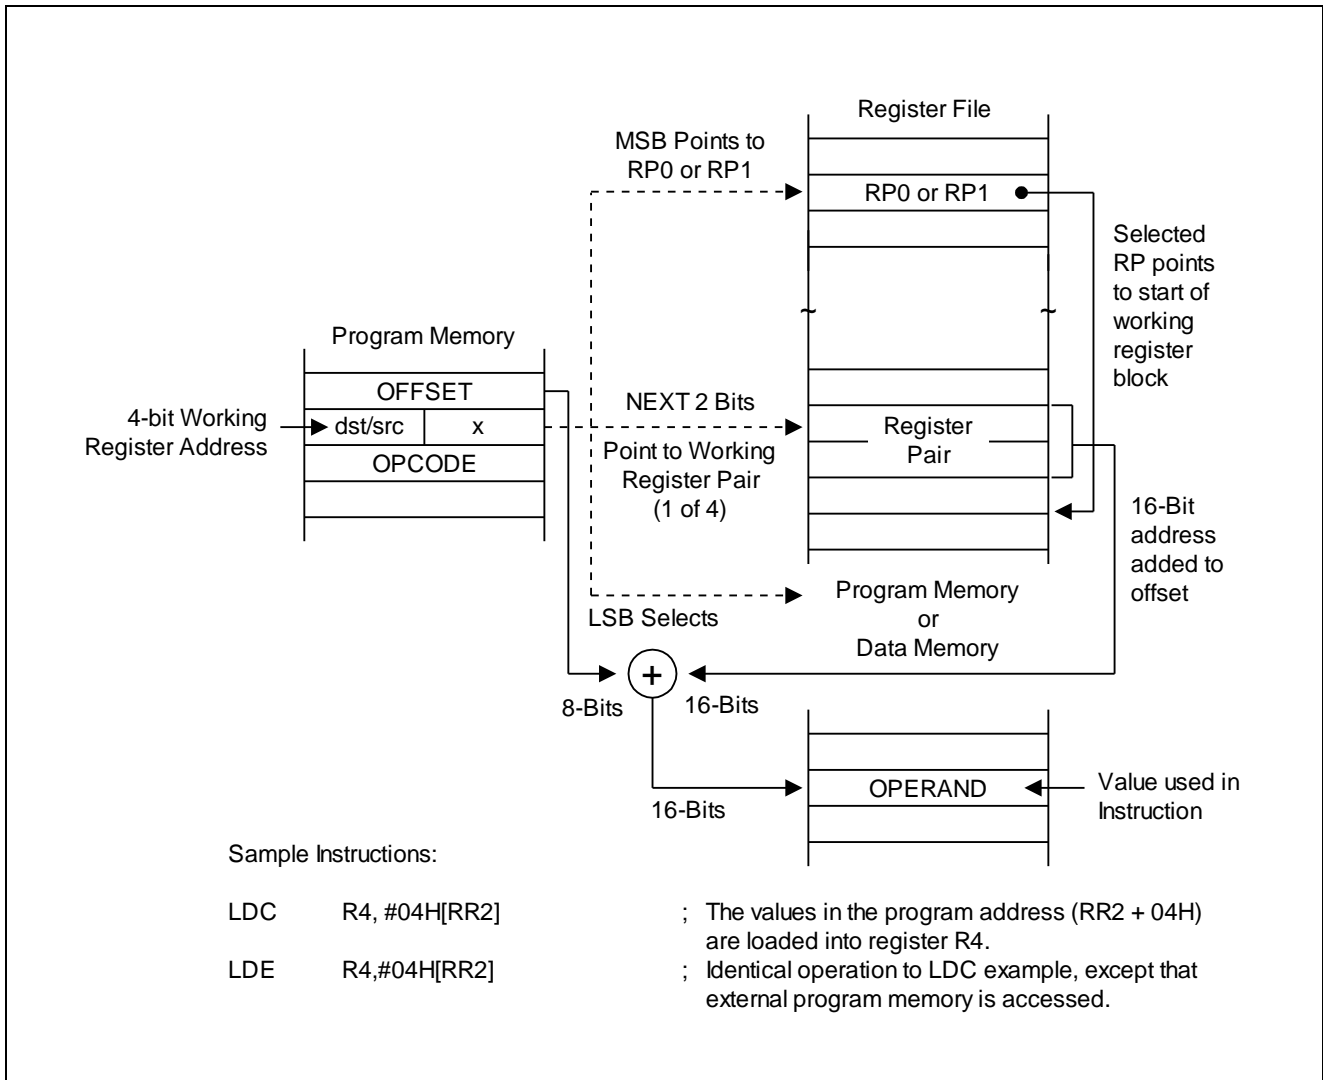 Register File
MSB Points to
RP0 or RP1
RP0 or RP1
Selected
RP points
to start of
working
register
block
~
~
Program Memory
OFFSET
4-bit Working
Register Address
dst/src
x
OPCODE
NEXT 2 Bits
Point to Working
Register Pair
(1 of 4)
Register
Pair
16-Bit
address
added to
offset
LSB Selects
Program Memory
or
Data Memory
+
8-Bits
16-Bits
16-Bits
OPERAND
Value used in
Instruction
Sample Instructions:
LDC R4, #04H[RR2] ; The values in the program address (RR2 + 04H)
are loaded into register R4.
LDE R4,#04H[RR2] ; Identical operation to LDC example, except that
external program memory is accessed.